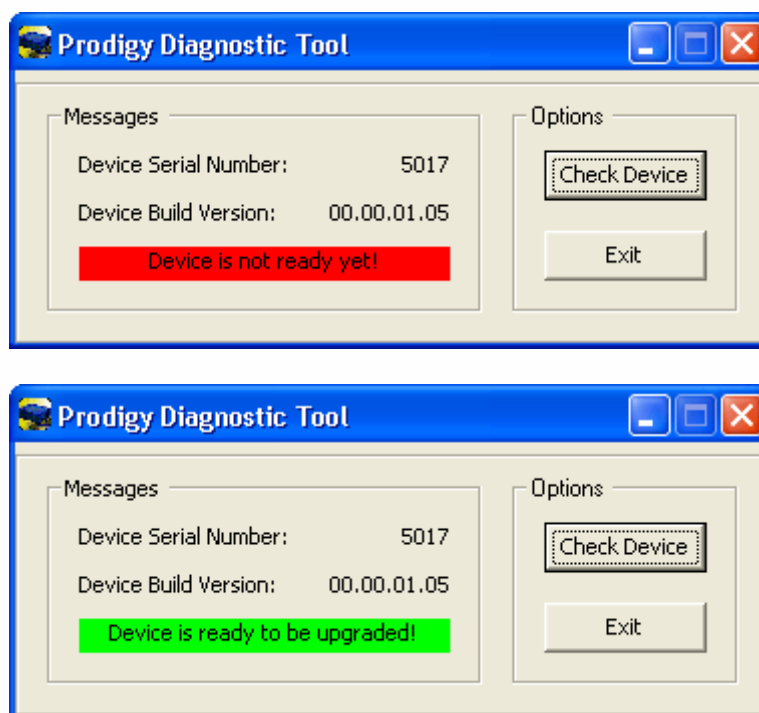 Prodigy Diagnostic Tool
Messages
Options
Device Serial Number: 5017
Check Device
Device Build Version: 00.00.01.05
Device is not ready yet!
Exit
Prodigy Diagnostic Tool
Messages
Options
Device Serial Number: 5017
Check Device
Device Build Version: 00.00.01.05
Device is ready to be upgraded!
Exit